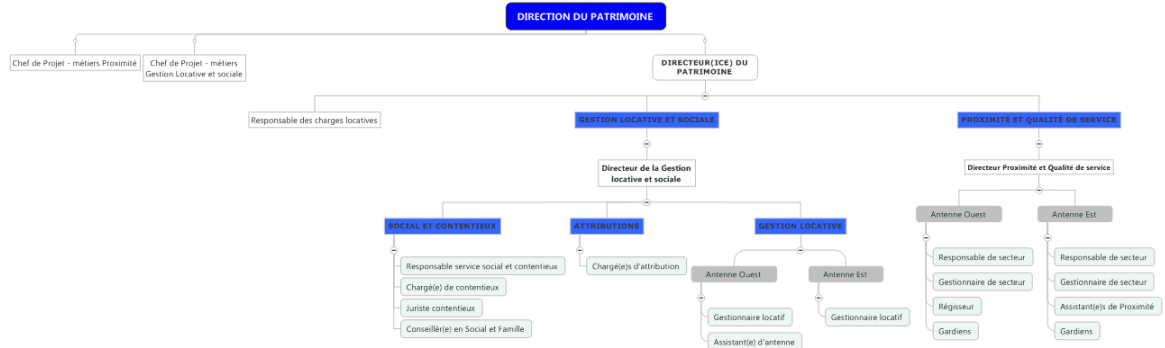 DIRECTION DU PATRIMOINE
Chef de Projet - métiers Proximité
Chef de Projet - métiers
Gestion Locative et sociale
DIRECTEUR(ICE) DU
PATRIMOINE
Responsable des charges locatives
GESTION LOCATIVE ET SOCIALE
PROXIMITÉ ET QUALITÉ DE SERVICE
Directeur de la Gestion
locative et sociale
Directeur Proximité et Qualité de service
SOCIAL ET CONTENTIEUX
ATTRIBUTIONS
GESTION LOCATIVE
Responsable service social et contentieux
Chargé(e) de contentieux
Juriste contentieux
Conseillèr(e) en Social et Famille
Chargé(e)s d'attribution
Antenne Ouest
Gestionnaire locatif
Assistant(e) d'antenne
Antenne Est
Gestionnaire locatif
Antenne Ouest
Responsable de secteur
Gestionnaire de secteur
Régisseur
Gardiens
Antenne Est
Responsable de secteur
Gestionnaire de secteur
Assistant(e)s de Proximité
Gardiens